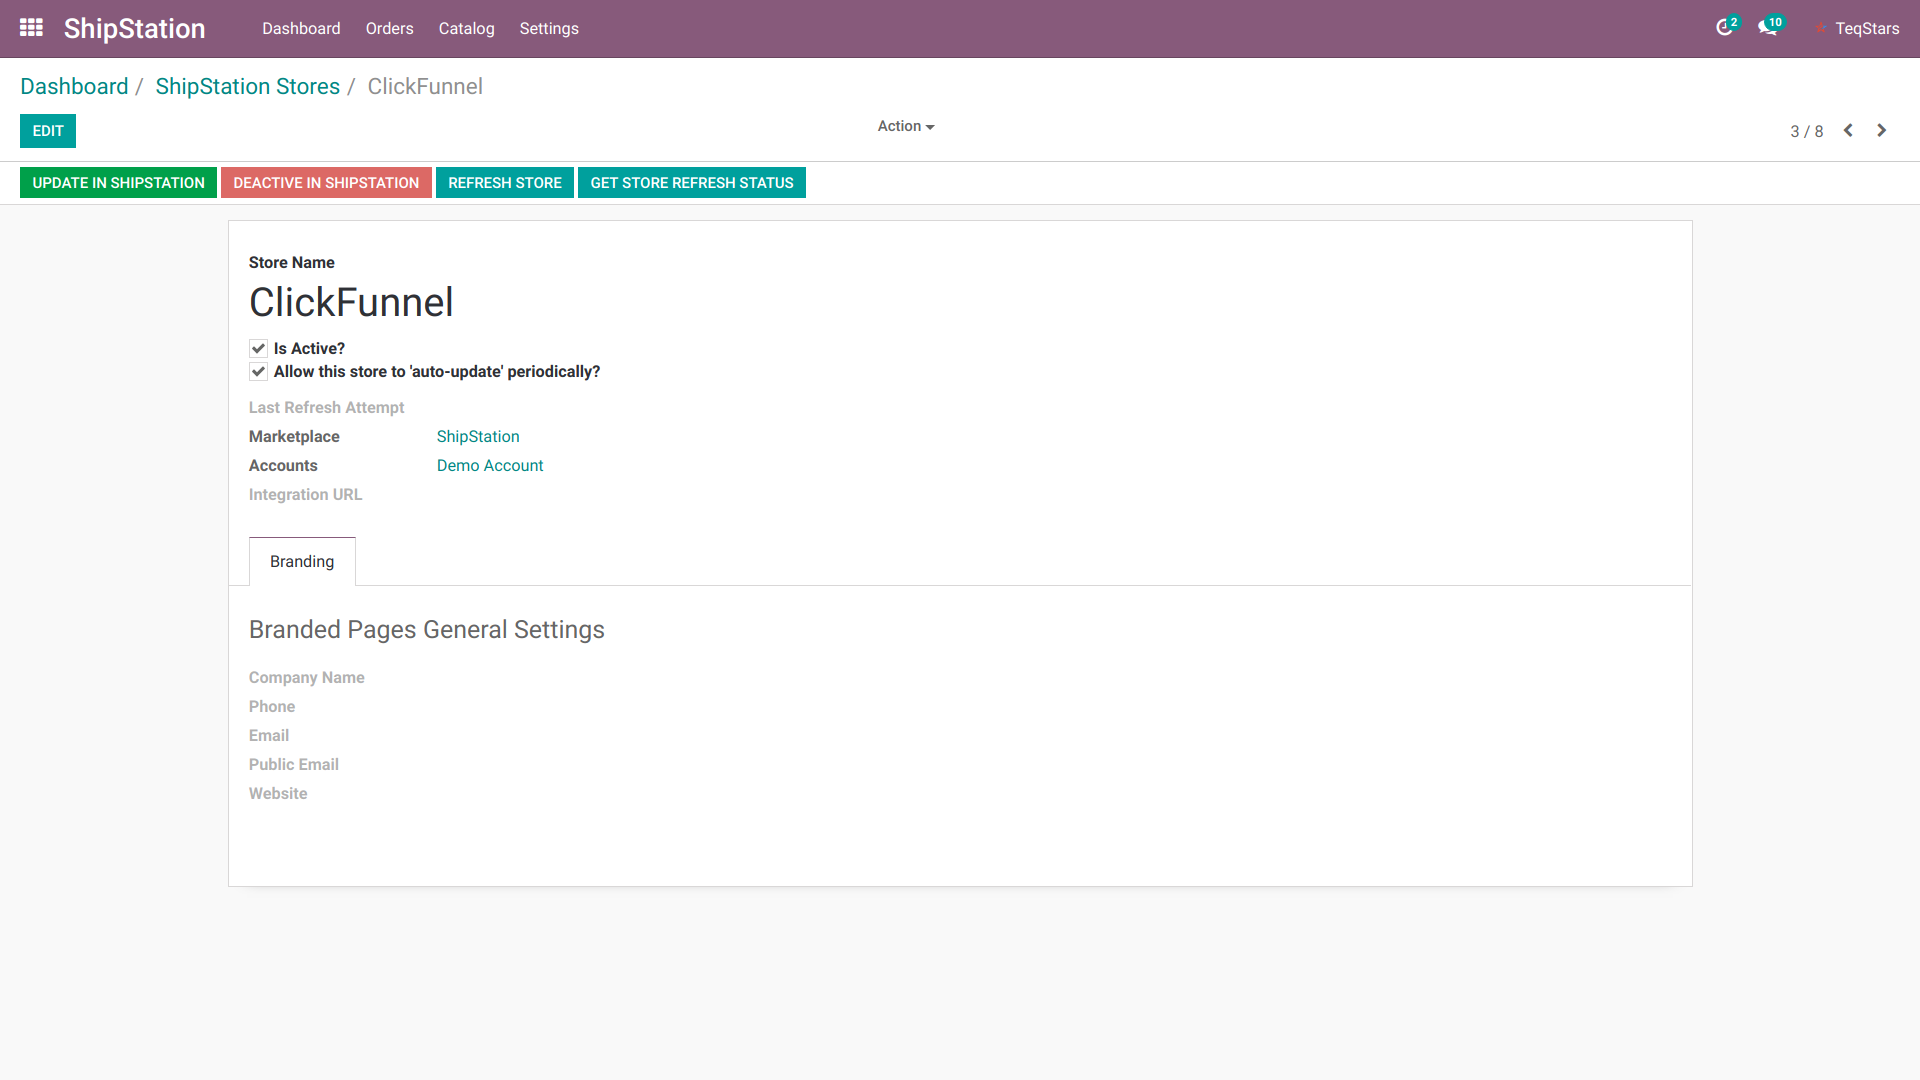 ShipStation Dashboard Orders Catalog Settings 2 10 TeqStars
Dashboard / ShipStation Stores / ClickFunnel
EDIT Action 3 / 8
UPDATE IN SHIPSTATION DEACTIVE IN SHIPSTATION REFRESH STORE GET STORE REFRESH STATUS
Store Name
ClickFunnel
Is Active?
Allow this store to 'auto-update' periodically?
Last Refresh Attempt
Marketplace ShipStation
Accounts Demo Account
Integration URL
Branding
Branded Pages General Settings
Company Name
Phone
Email
Public Email
Website